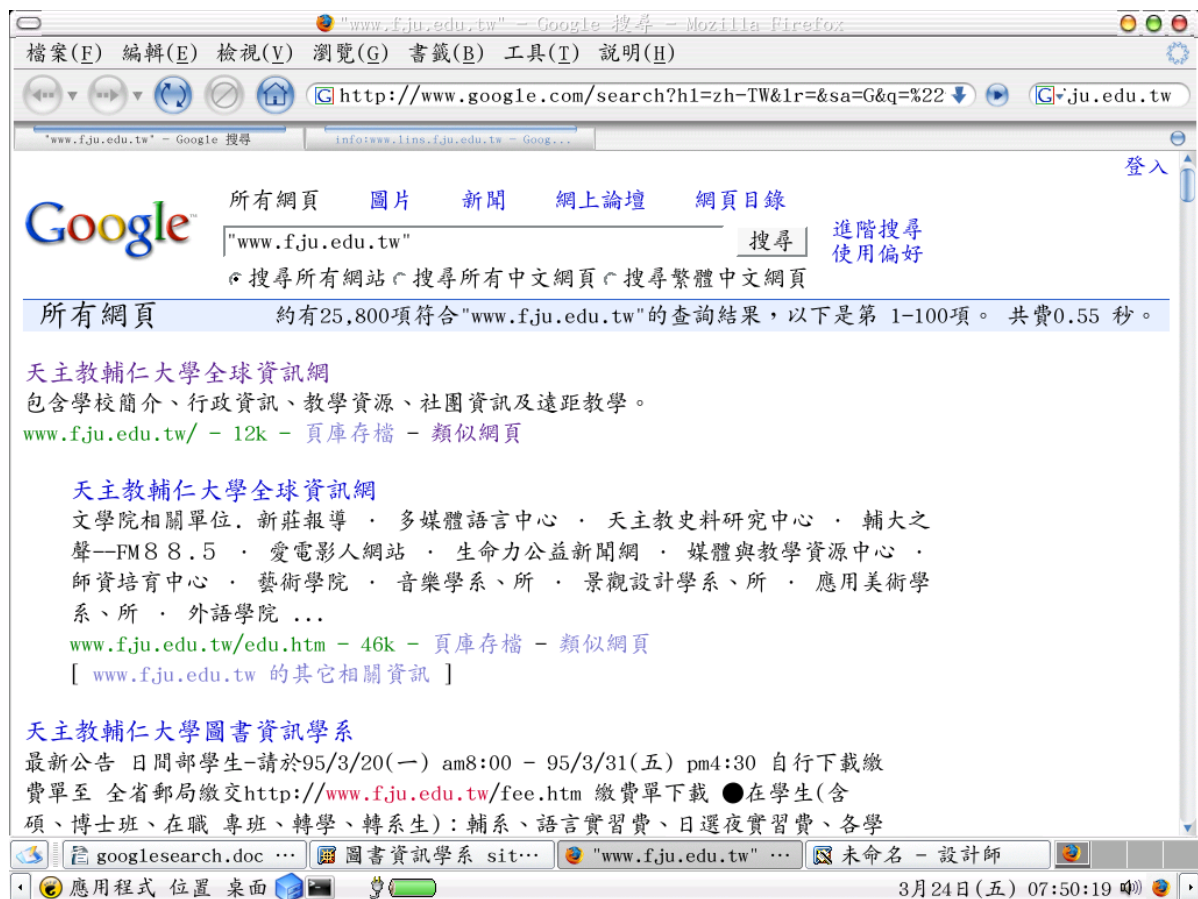 "www.fju.edu.tw" - Google 搜尋 - Mozilla Firefox
檔案(F) 編輯(E) 檢視(V) 瀏覽(G) 書籤(B) 工具(T) 說明(H)
http://www.google.com/search?hl=zh-TW&lr=&sa=G&q=%22 ju.edu.tw
"www.fju.edu.tw" - Google 搜尋 info:www.lins.fju.edu.tw - Goog...
登入
Google™
所有網頁 圖片 新聞 網上論壇 網頁目錄
"www.fju.edu.tw" 搜尋 進階搜尋
使用偏好
搜尋所有網站 搜尋所有中文網頁 搜尋繁體中文網頁
所有網頁 約有25,800項符合"www.fju.edu.tw"的查詢結果,以下是第 1-100項。 共費0.55 秒。
天主教輔仁大學全球資訊網
包含學校簡介、行政資訊、教學資源、社團資訊及遠距教學。
www.fju.edu.tw/ - 12k - 頁庫存檔 - 類似網頁
天主教輔仁大學全球資訊網
文學院相關單位. 新莊報導 · 多媒體語言中心 · 天主教史料研究中心 · 輔大之
聲--FM88.5 · 愛電影人網站 · 生命力公益新聞網 · 媒體與教學資源中心 ·
師資培育中心 · 藝術學院 · 音樂學系、所 · 景觀設計學系、所 · 應用美術學
系、所 · 外語學院 ...
www.fju.edu.tw/edu.htm - 46k - 頁庫存檔 - 類似網頁
[ www.fju.edu.tw 的其它相關資訊 ]
天主教輔仁大學圖書資訊學系
最新公告 日間部學生-請於95/3/20(一) am8:00 - 95/3/31(五) pm4:30 自行下載繳
費單至 全省郵局繳交http://www.fju.edu.tw/fee.htm 繳費單下載 ●在學生(含
碩、博士班、在職 專班、轉學、轉系生):輔系、語言實習費、日選夜實習費、各學
googlesearch.doc ... 圖書資訊學系 sit... "www.fju.edu.tw" ... 未命名 - 設計師
應用程式 位置 桌面 3月24日(五) 07:50:19